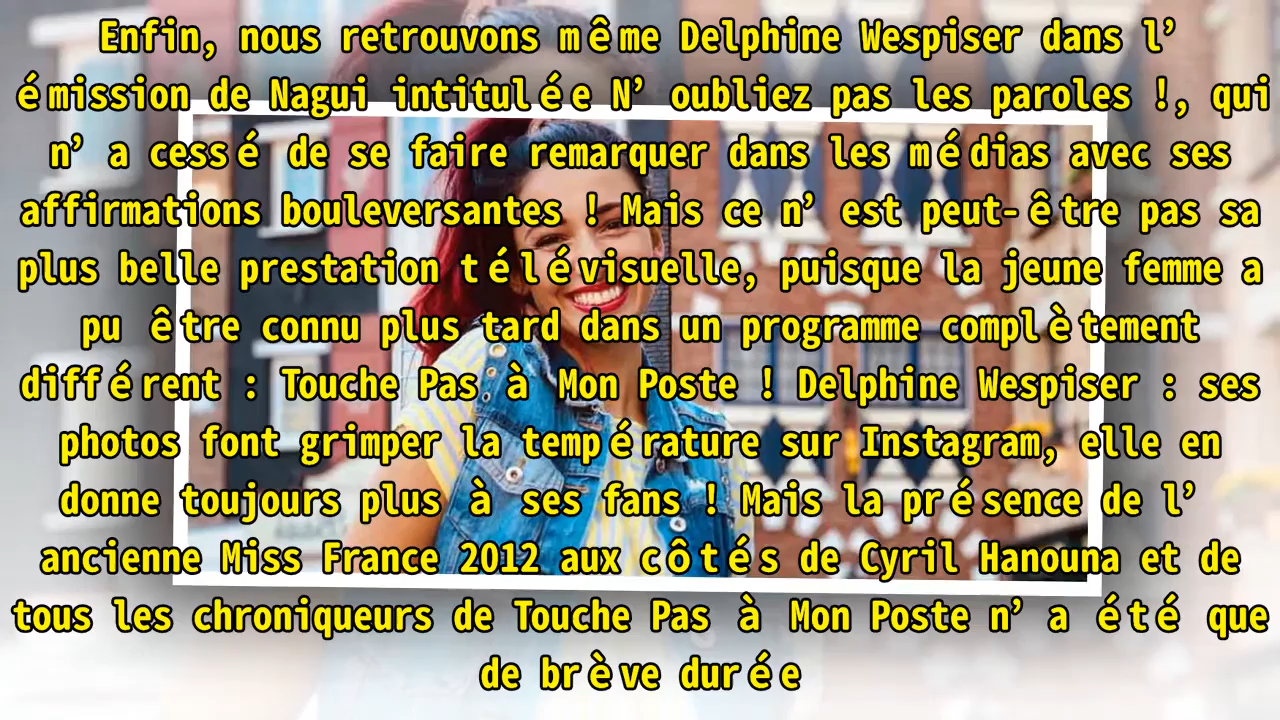 Enfin, nous retrouvons même Delphine Wespiser dans l’
émission de Nagui intitulée N’ oubliez pas les paroles !, qui
n’ a cessé de se faire remarquer dans les médias avec ses
affirmations bouleversantes ! Mais ce n’ est peut-être pas sa
plus belle prestation télévisuelle, puisque la jeune femme a
pu être connu plus tard dans un programme complètement
différent : Touche Pas à Mon Poste ! Delphine Wespiser : ses
photos font grimper la température sur Instagram, elle en
donne toujours plus à ses fans ! Mais la présence de l’
ancienne Miss France 2012 aux côtés de Cyril Hanouna et de
tous les chroniqueurs de Touche Pas à Mon Poste n’ a été que
de brève durée